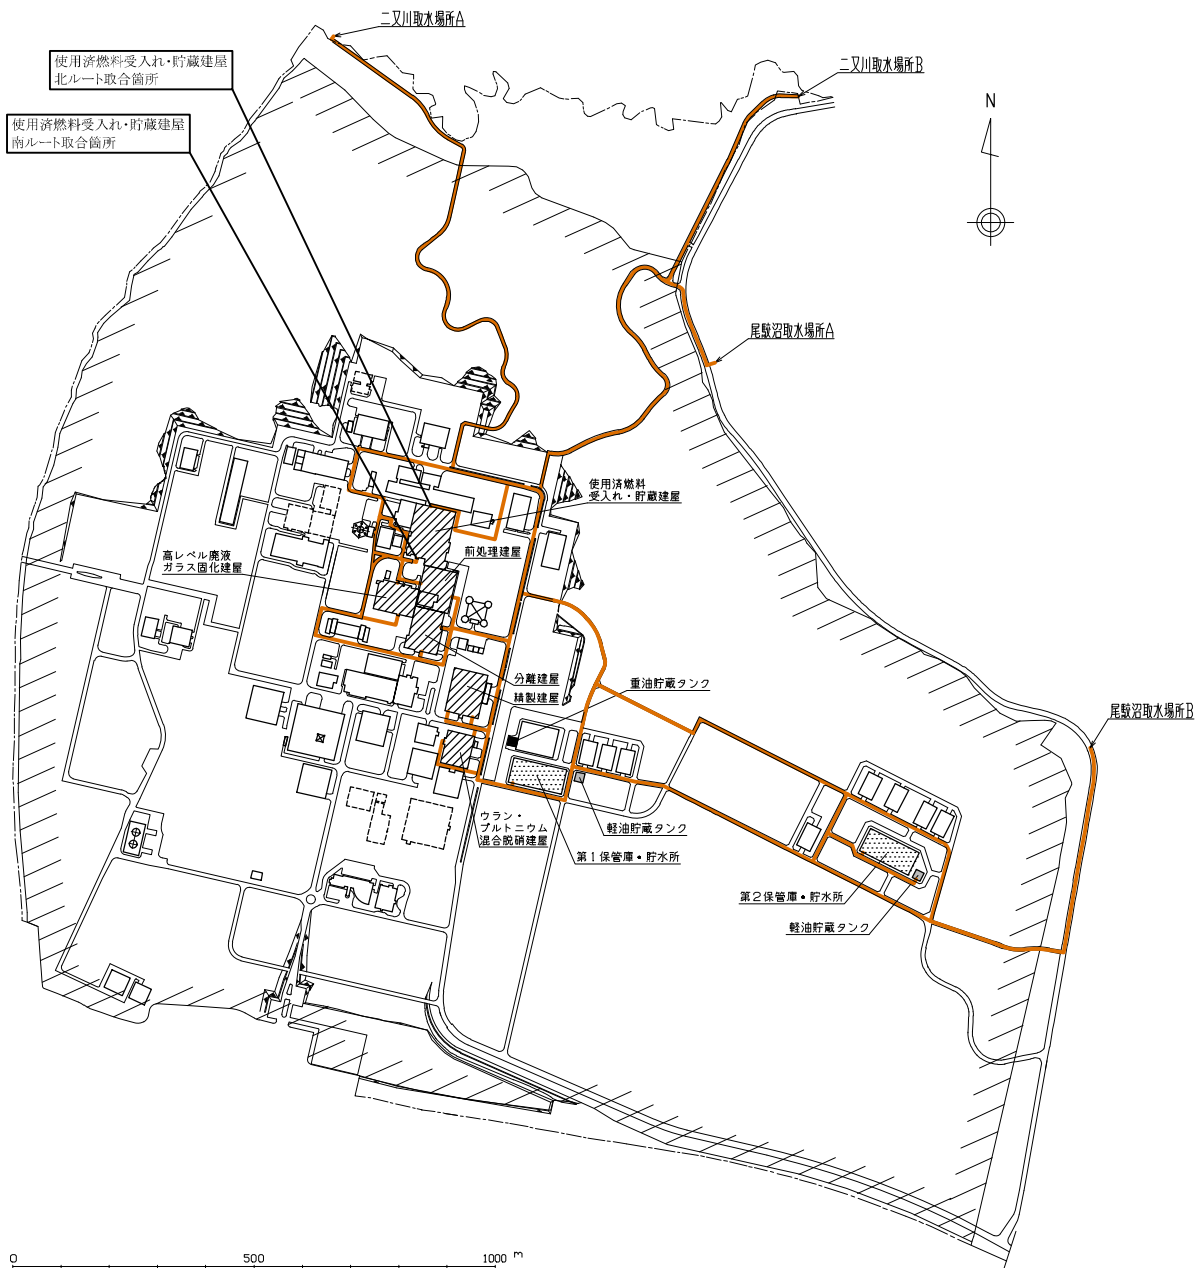 二又川取水場所A
使用済燃料受入れ・貯蔵建屋
北ルート取合箇所
二又川取水場所B
N
使用済燃料受入れ・貯蔵建屋
南ルート取合箇所
尾駮沼取水場所A
使用済燃料
受入れ・貯蔵建屋
前処理建屋
高レベル廃液
ガラス固化建屋
分離建屋
重油貯蔵タンク
精製建屋
尾駮沼取水場所B
ウラン・
プルトニウム
混合脱硝建屋
軽油貯蔵タンク
第1保管庫・貯水所
第2保管庫・貯水所
軽油貯蔵タンク
0 500 1000 m